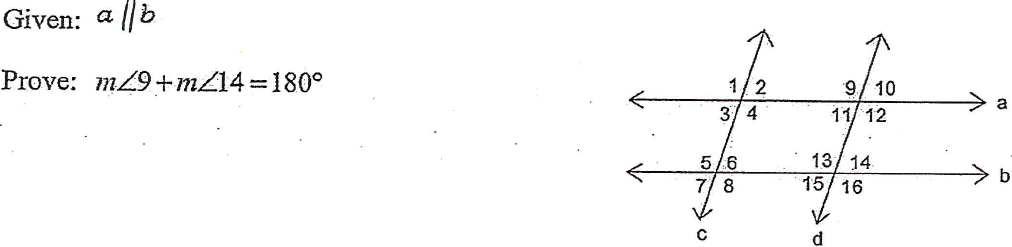 Given: a ∥ b
Prove: m∠9+m∠14=180°
1 2 9 10
a
3 4 11 12
5 6 13 14
b
7 8 15 16
c d